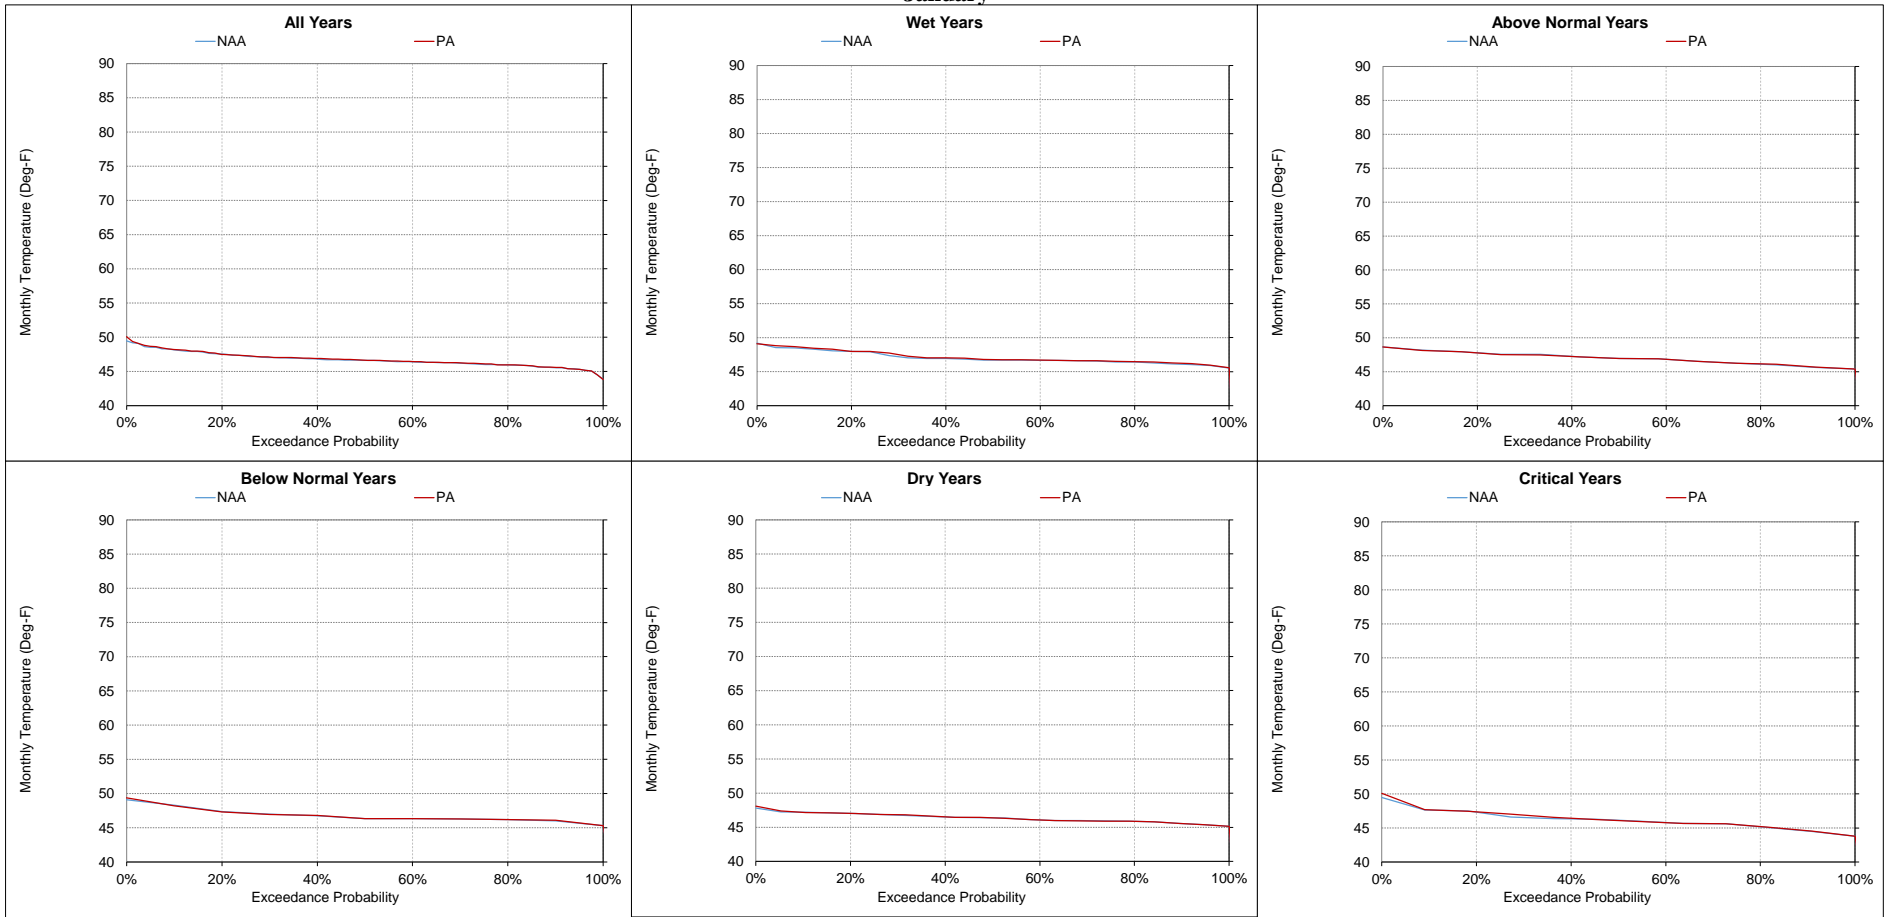 All Years
NAA PA
90
85
80
75
70
65
60
55
50
45
40
Monthly Temperature (Deg-F)
0% 20% 40% 60% 80% 100%
Exceedance Probability
Wet Years
NAA PA
90
85
80
75
70
65
60
55
50
45
40
Monthly Temperature (Deg-F)
0% 20% 40% 60% 80% 100%
Exceedance Probability
Above Normal Years
NAA PA
90
85
80
75
70
65
60
55
50
45
40
Monthly Temperature (Deg-F)
0% 20% 40% 60% 80% 100%
Exceedance Probability
Below Normal Years
NAA PA
90
85
80
75
70
65
60
55
50
45
40
Monthly Temperature (Deg-F)
0% 20% 40% 60% 80% 100%
Exceedance Probability
Dry Years
NAA PA
90
85
80
75
70
65
60
55
50
45
40
Monthly Temperature (Deg-F)
0% 20% 40% 60% 80% 100%
Exceedance Probability
Critical Years
NAA PA
90
85
80
75
70
65
60
55
50
45
40
Monthly Temperature (Deg-F)
0% 20% 40% 60% 80% 100%
Exceedance Probability